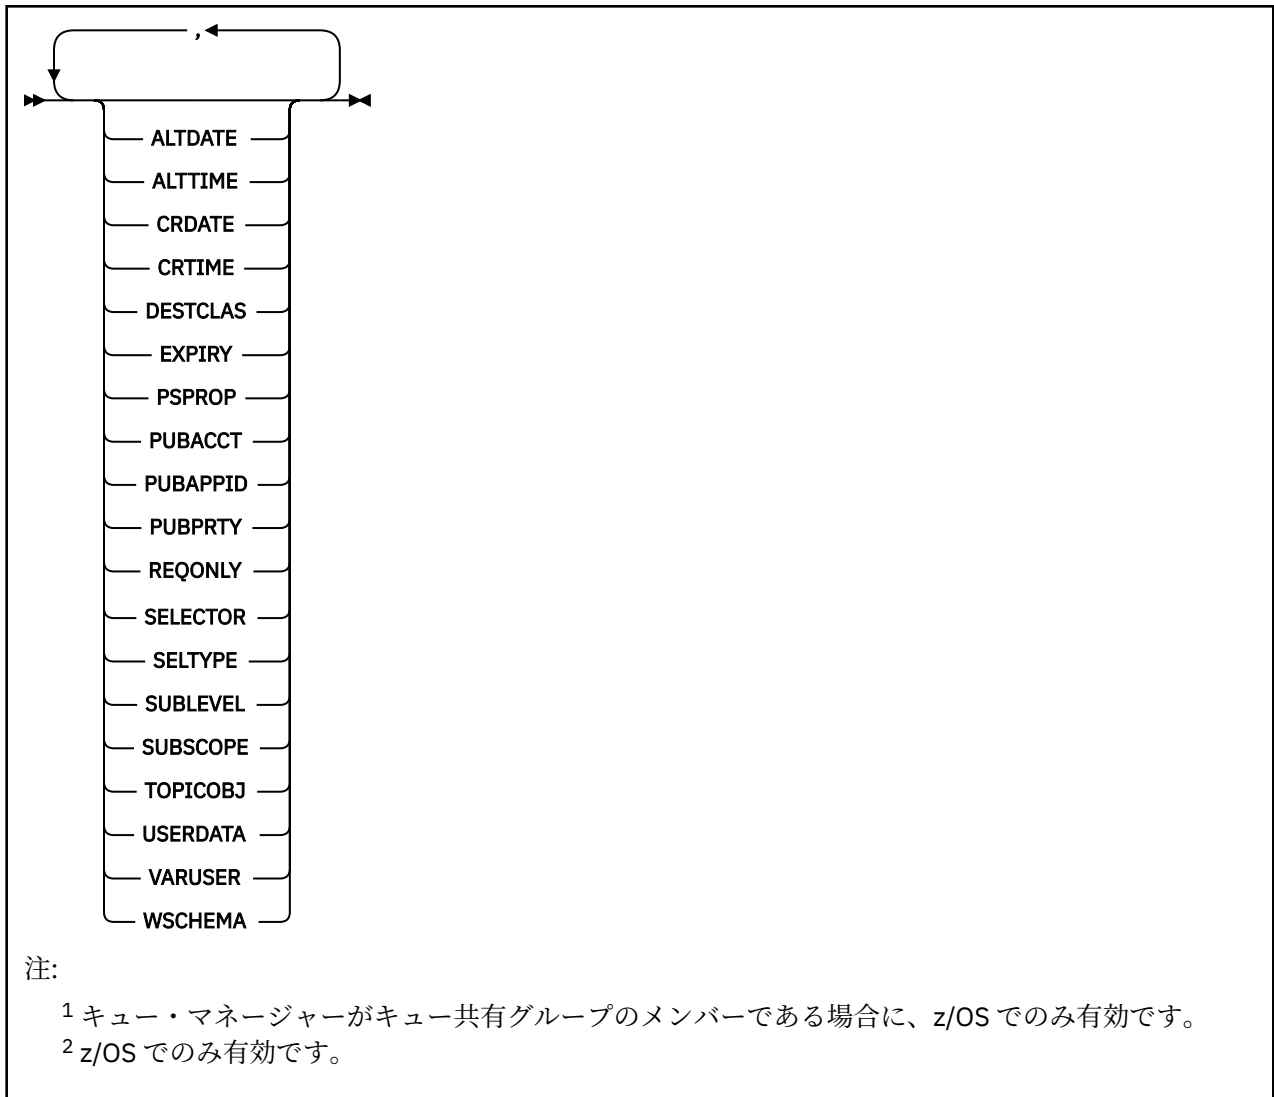 ,
ALTDATE
ALTTIME
CRDATE
CRTIME
DESTCLAS
EXPIRY
PSPROP
PUBACCT
PUBAPPID
PUBPRTY
REQONLY
SELECTOR
SELTYPE
SUBLEVEL
SUBSCOPE
TOPICOBJ
USERDATA
VARUSER
WSCHEMA
注:
1 キュー・マネージャーがキュー共有グループのメンバーである場合に、z/OS でのみ有効です。
2 z/OS でのみ有効です。